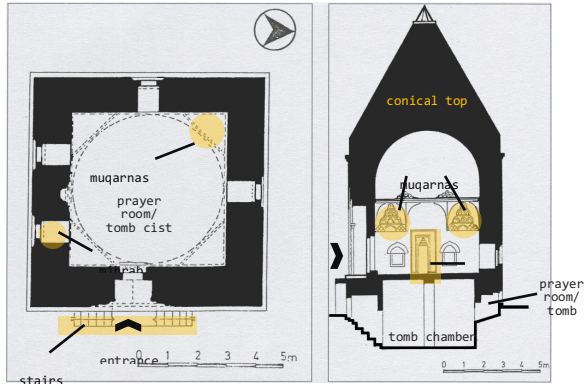 muqarnas
prayer
room/
tomb cist
mihrab
entrance
0 1 2 3 4 5m
stairs
conical top
muqarnas
prayer
room/
tomb
tomb chamber
0 1 2 3 4 5m